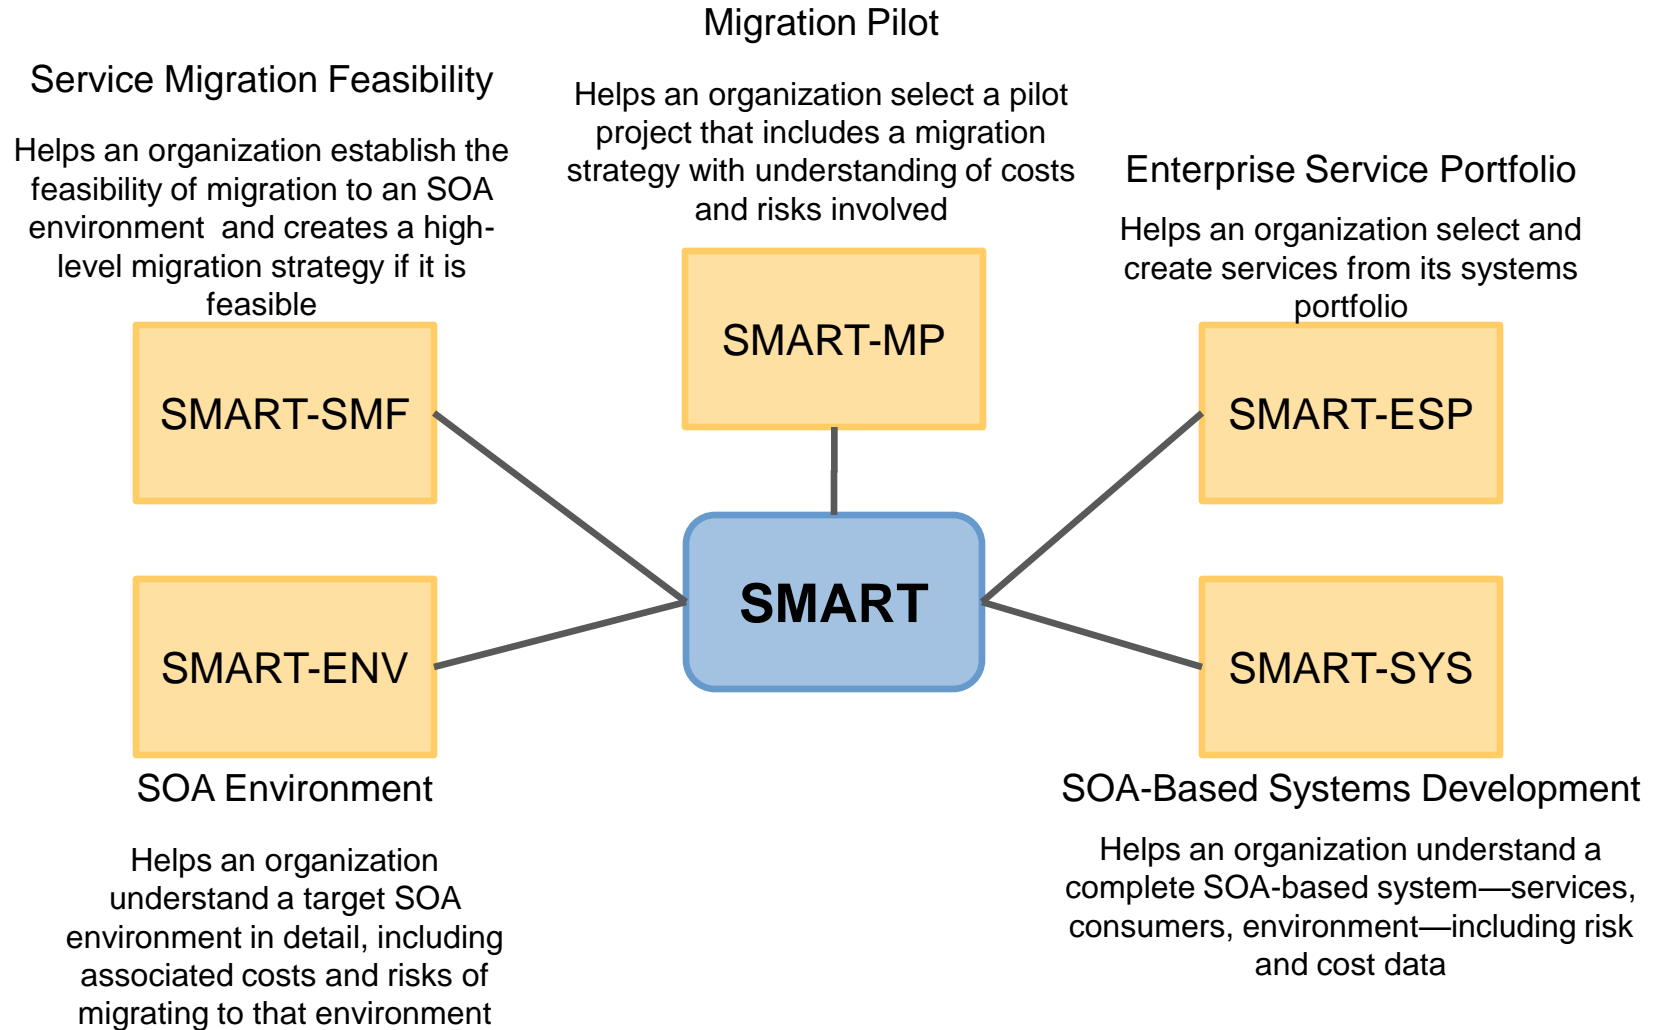 Migration Pilot
Helps an organization select a pilot
project that includes a migration
strategy with understanding of costs
and risks involved
SMART-MP
Service Migration Feasibility
Helps an organization establish the
feasibility of migration to an SOA
environment and creates a high-
level migration strategy if it is
feasible
SMART-SMF
Enterprise Service Portfolio
Helps an organization select and
create services from its systems
portfolio
SMART-ESP
SMART
SMART-ENV
SOA Environment
Helps an organization
understand a target SOA
environment in detail, including
associated costs and risks of
migrating to that environment
SMART-SYS
SOA-Based Systems Development
Helps an organization understand a
complete SOA-based system—services,
consumers, environment—including risk
and cost data